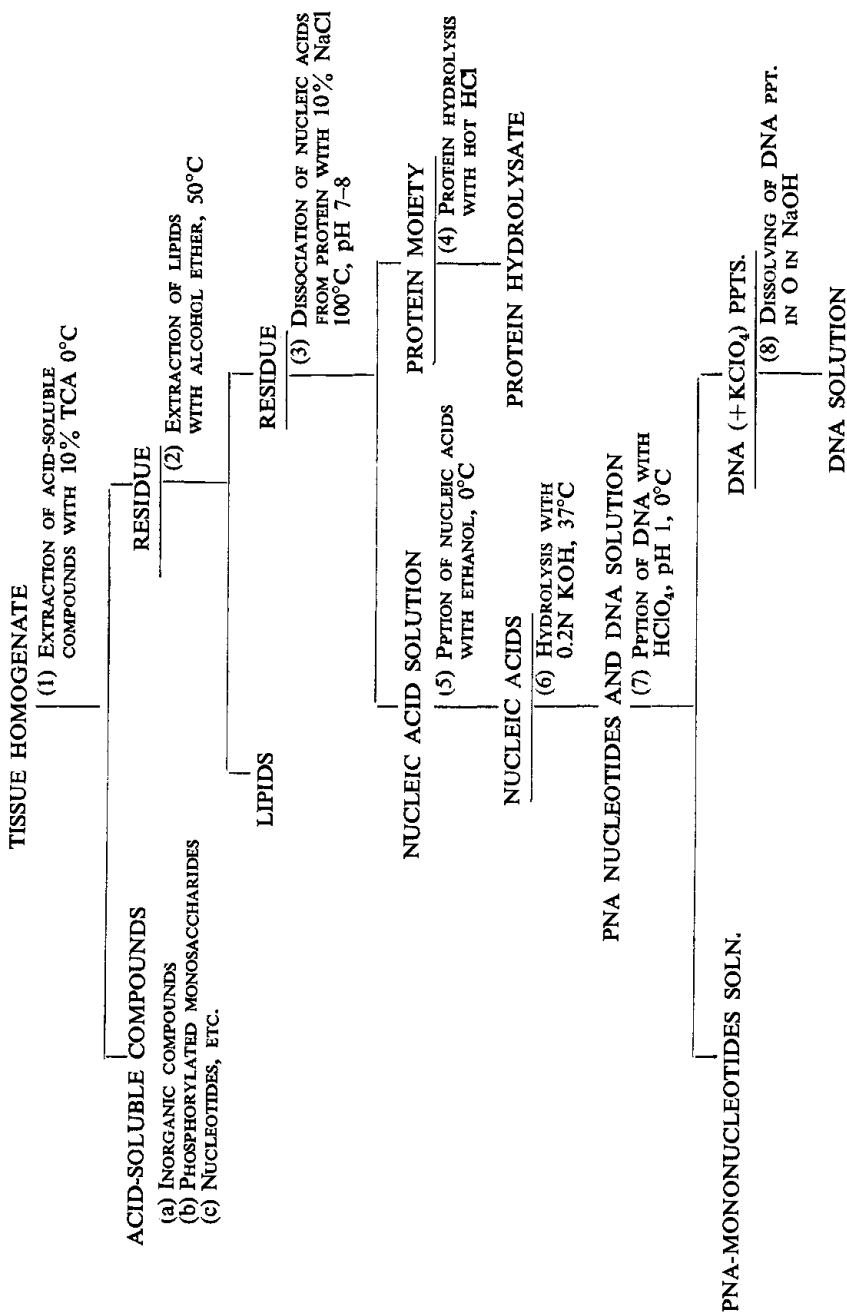 TISSUE HOMOGENATE
(1) EXTRACTION OF ACID-SOLUBLE
COMPOUNDS WITH 10% TCA 0°C
ACID-SOLUBLE COMPOUNDS
(a) INORGANIC COMPOUNDS
(b) PHOSPHORYLATED MONOSACCHARIDES
(c) NUCLEOTIDES, ETC.
RESIDUE
(2) EXTRACTION OF LIPIDS
WITH ALCOHOL ETHER, 50°C
LIPIDS
RESIDUE
(3) DISSOCIATION OF NUCLEIC ACIDS
FROM PROTEIN WITH 10% NaCl
100°C, pH 7–8
NUCLEIC ACID SOLUTION
(5) PPTION OF NUCLEIC ACIDS
WITH ETHANOL, 0°C
PROTEIN MOIETY
(4) PROTEIN HYDROLYSIS
WITH HOT HCl
PROTEIN HYDROLYSATE
NUCLEIC ACIDS
(6) HYDROLYSIS WITH
0.2N KOH, 37°C
PNA NUCLEOTIDES AND DNA SOLUTION
(7) PPTION OF DNA WITH
HClO₄, pH 1, 0°C
PNA-MONONUCLEOTIDES SOLN.
DNA (+KClO₄) PPTS.
(8) DISSOLVING OF DNA PPT.
IN O IN NaOH
DNA SOLUTION